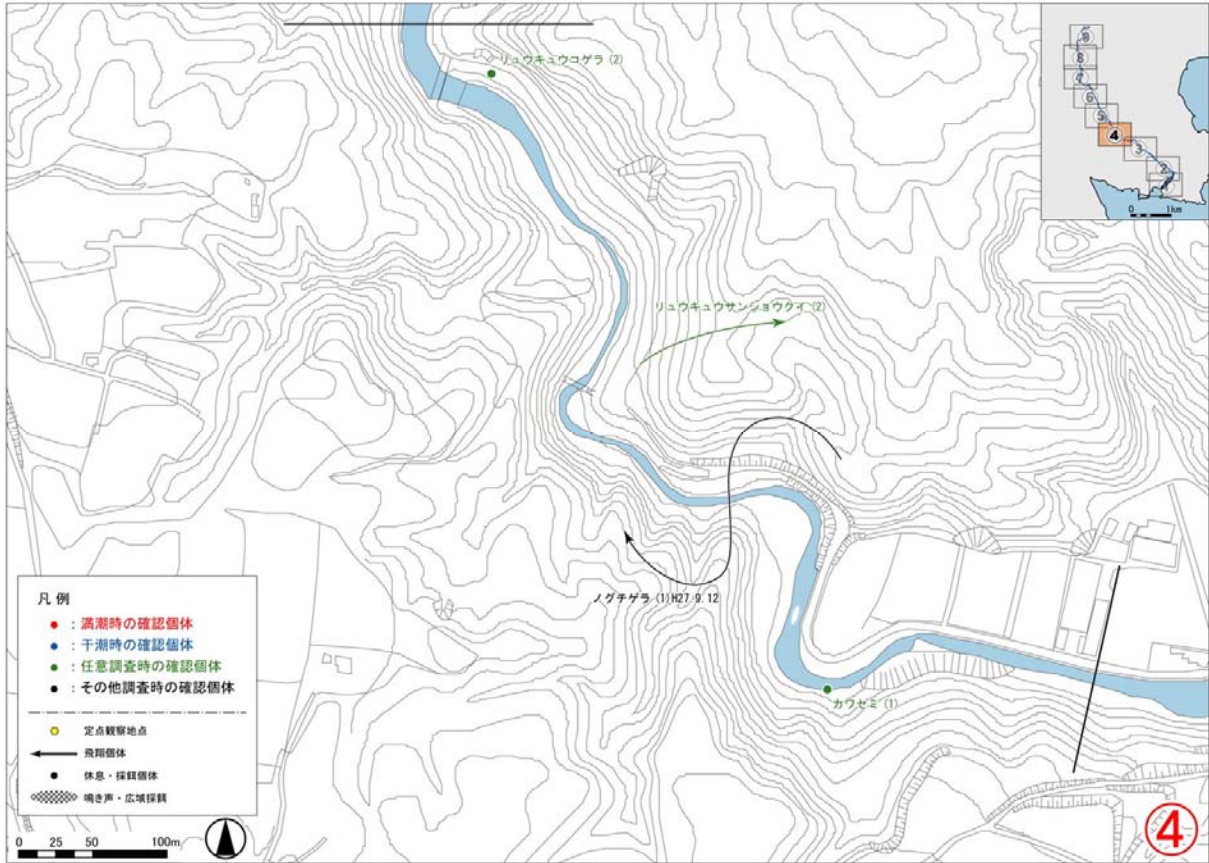 リュウキュウコゲラ (2)
9
8
7
6
5
4
3
2
0 1km
リュウキュウサンショウクイ (2)
ノグチゲラ (1) H27.9.12
カワセミ (1)
凡 例
● : 満潮時の確認個体
● : 干潮時の確認個体
● : 任意調査時の確認個体
● : その他調査時の確認個体
定点観察地点
飛翔個体
休息・採餌個体
鳴き声・広域採餌
0 25 50 100m
④